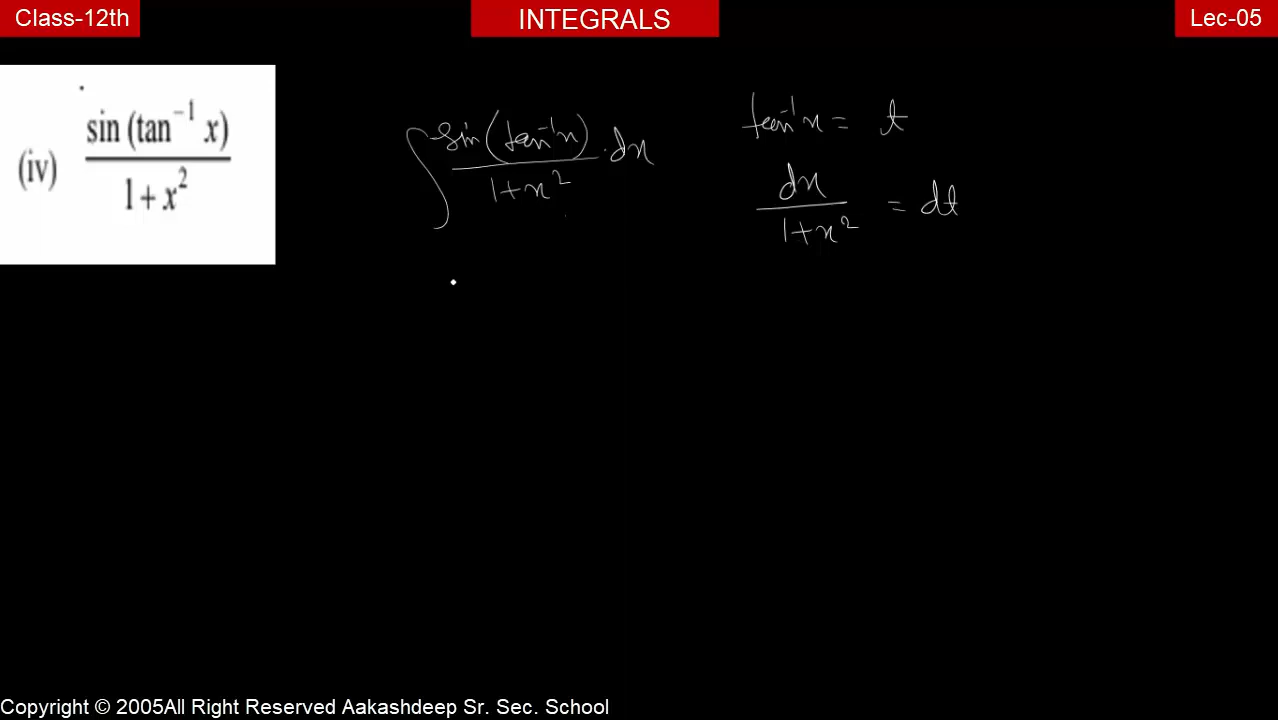 Class-12th
INTEGRALS
Lec-05
(iv) sin (tan⁻¹ x) / 1 + x²
∫ sin (tan⁻¹x) / 1+x² . dx
tan⁻¹x = t
dx / 1+x² = dt
Copyright © 2005All Right Reserved Aakashdeep Sr. Sec. School